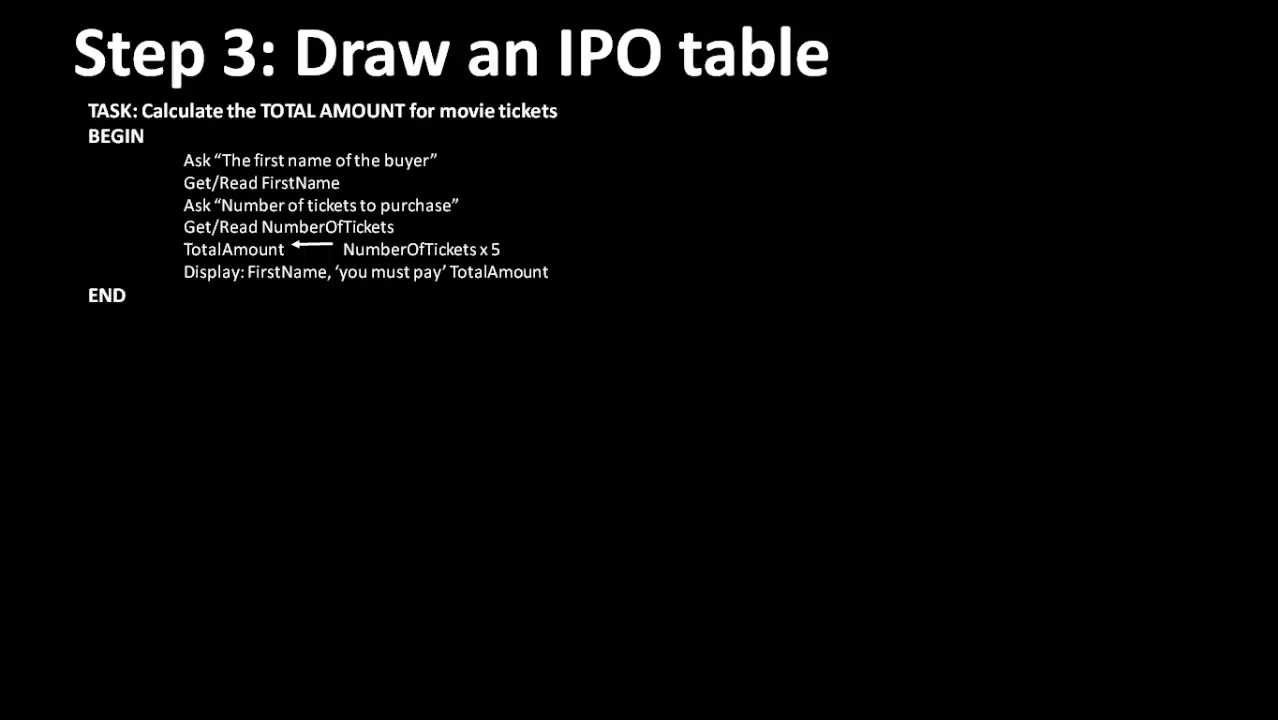 Step 3: Draw an IPO table
TASK: Calculate the TOTAL AMOUNT for movie tickets
BEGIN
Ask “The first name of the buyer”
Get/Read FirstName
Ask “Number of tickets to purchase”
Get/Read NumberOfTickets
TotalAmount ← NumberOfTickets x 5
Display: FirstName, ‘you must pay’ TotalAmount
END